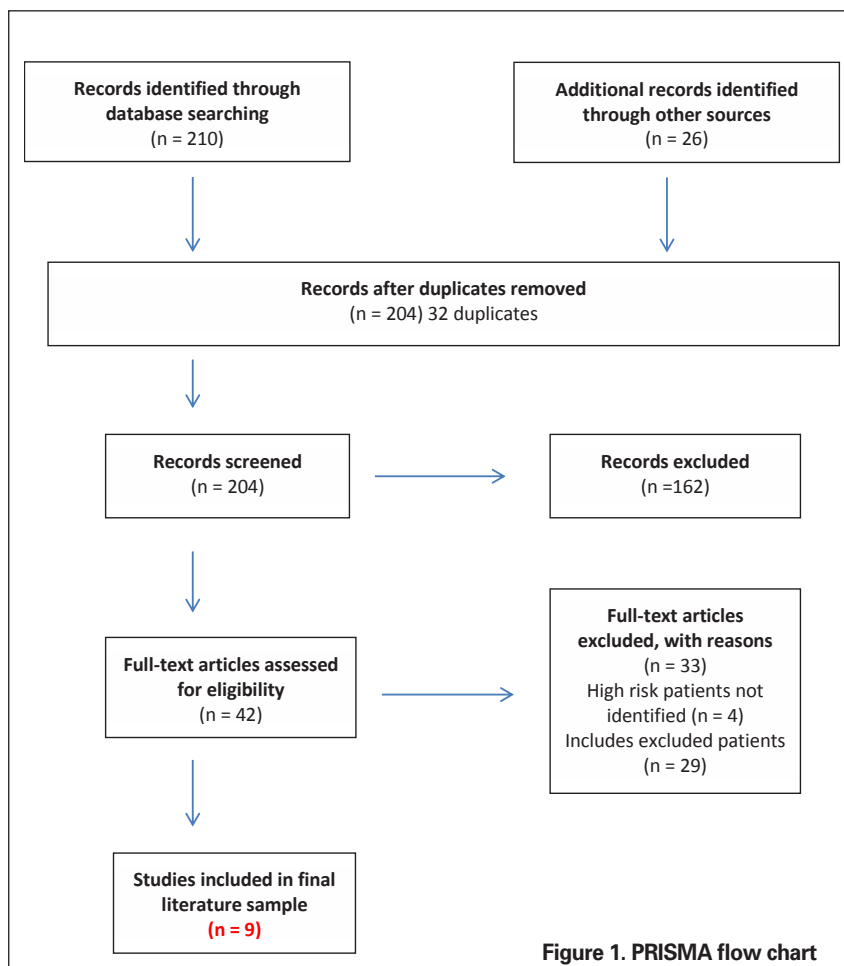 Records identified through
database searching
(n = 210)
Additional records identified
through other sources
(n = 26)
Records after duplicates removed
(n = 204) 32 duplicates
Records screened
(n = 204)
Records excluded
(n =162)
Full-text articles assessed
for eligibility
(n = 42)
Full-text articles
excluded, with reasons
(n = 33)
High risk patients not
identified (n = 4)
Includes excluded patients
(n = 29)
Studies included in final
literature sample
(n = 9)
Figure 1. PRISMA flow chart